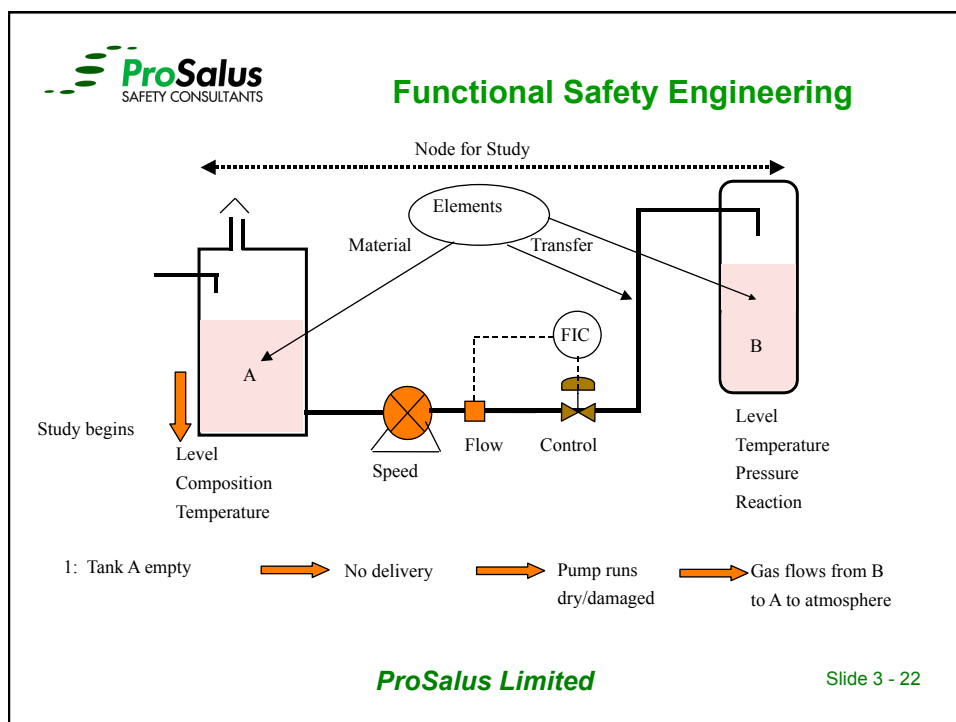 ProSalus
SAFETY CONSULTANTS
Functional Safety Engineering
Node for Study
Elements
Material
Transfer
FIC
A
B
Study begins
Level
Composition
Temperature
Speed
Flow
Control
Level
Temperature
Pressure
Reaction
1: Tank A empty
No delivery
Pump runs
dry/damaged
Gas flows from B
to A to atmosphere
ProSalus Limited
Slide 3 - 22